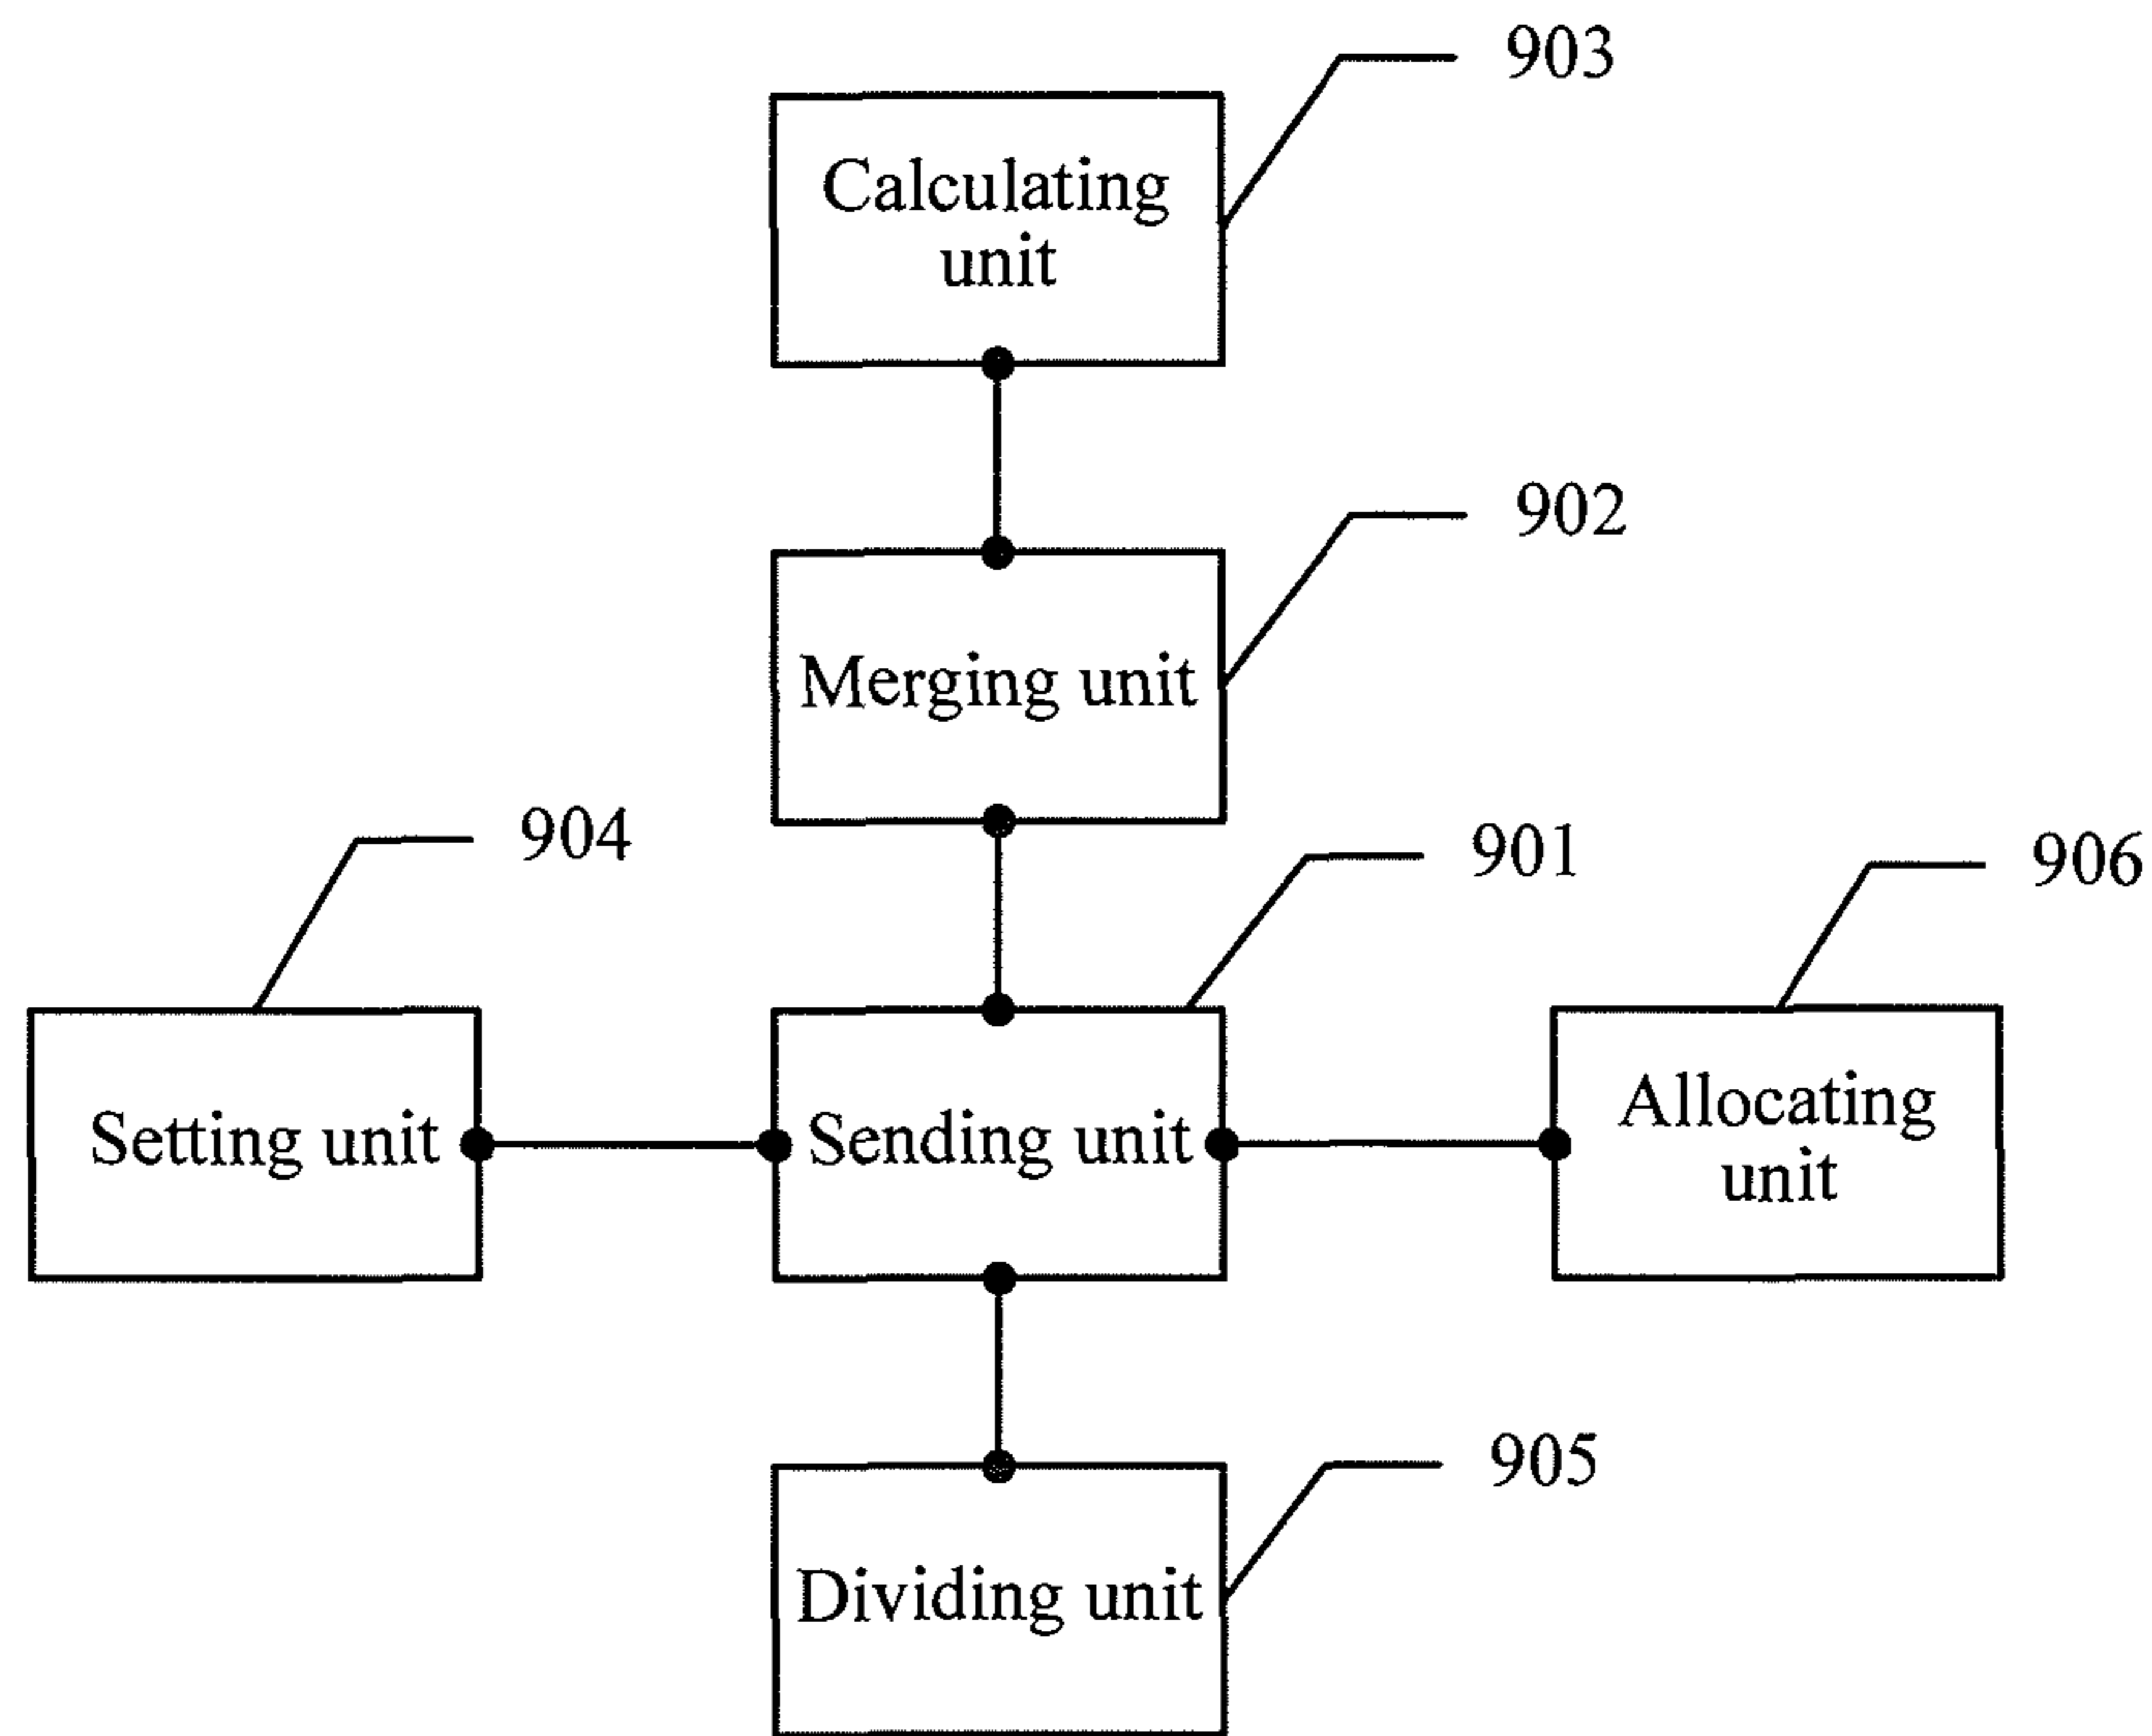 903
Calculating
unit
902
Merging unit
904
901
906
Setting unit
Sending unit
Allocating
unit
905
Dividing unit